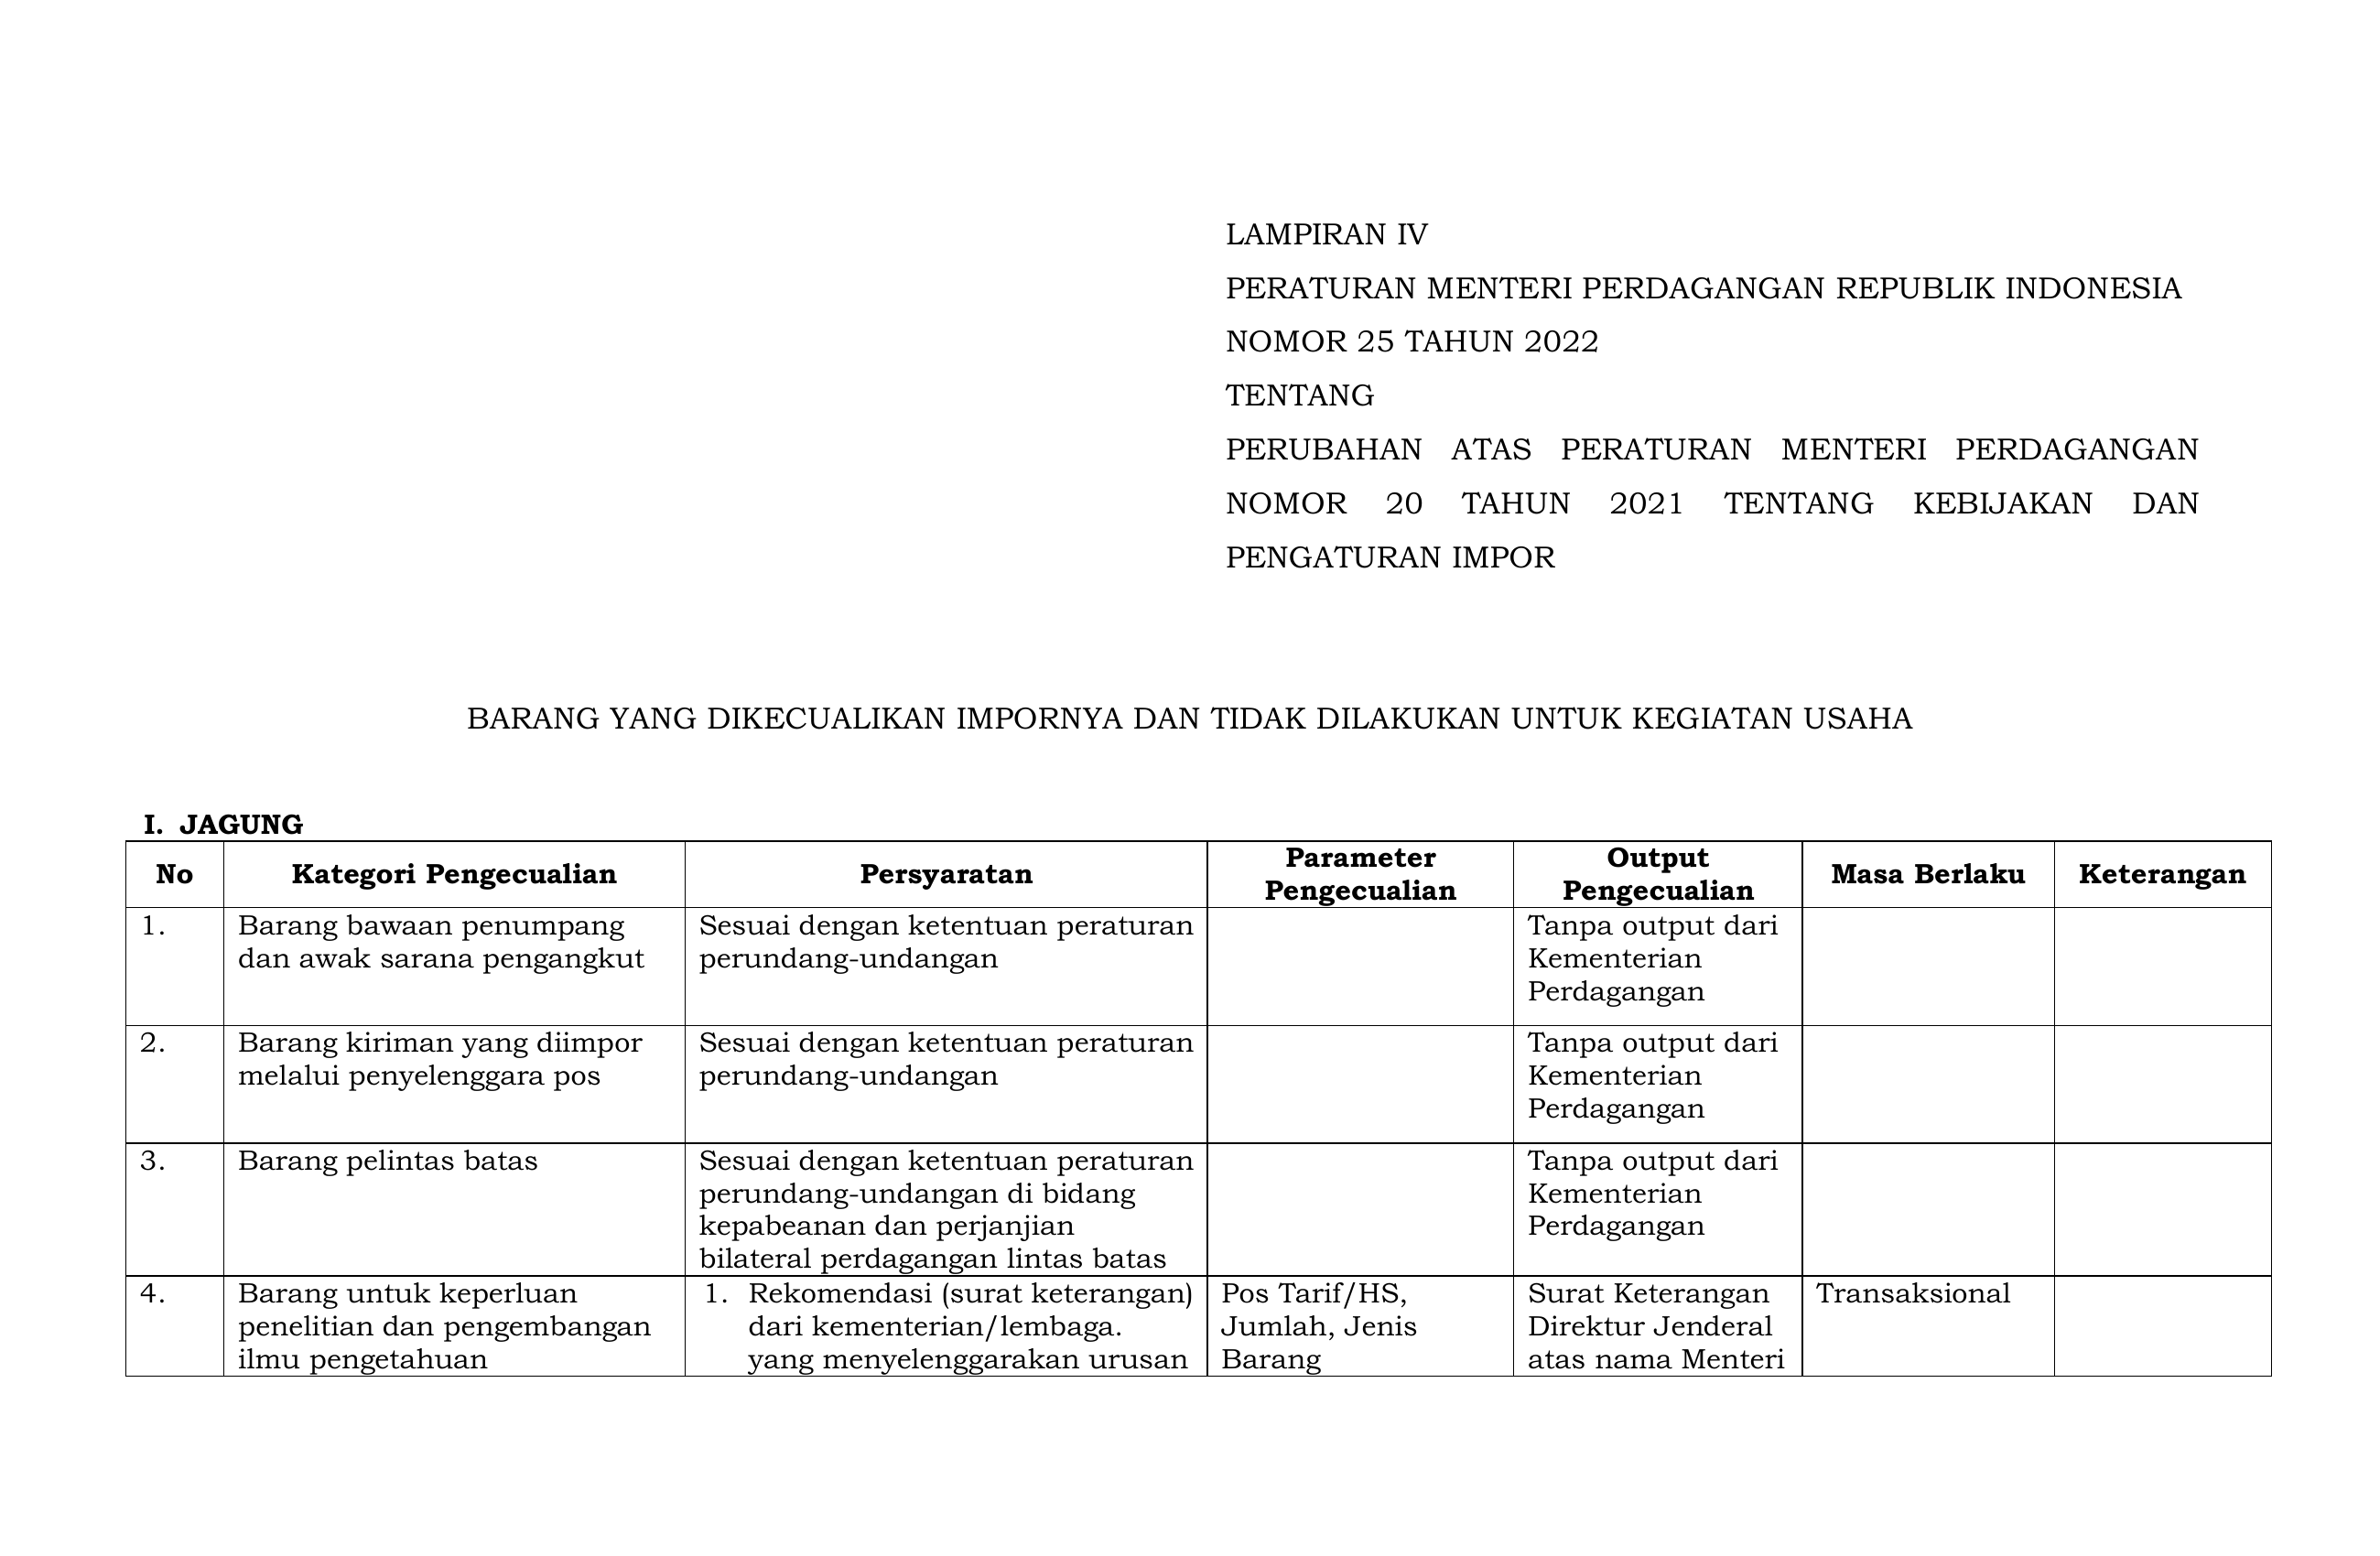 LAMPIRAN IV
PERATURAN MENTERI PERDAGANGAN REPUBLIK INDONESIA
NOMOR 25 TAHUN 2022
TENTANG
PERUBAHAN ATAS PERATURAN MENTERI PERDAGANGAN
NOMOR 20 TAHUN 2021 TENTANG KEBIJAKAN DAN
PENGATURAN IMPOR
BARANG YANG DIKECUALIKAN IMPORNYA DAN TIDAK DILAKUKAN UNTUK KEGIATAN USAHA
I. JAGUNG
No
Kategori Pengecualian
Persyaratan
Parameter
Pengecualian
Output
Pengecualian
Masa Berlaku
Keterangan
1.
Barang bawaan penumpang
dan awak sarana pengangkut
Sesuai dengan ketentuan peraturan
perundang-undangan
Tanpa output dari
Kementerian
Perdagangan
2.
Barang kiriman yang diimpor
melalui penyelenggara pos
Sesuai dengan ketentuan peraturan
perundang-undangan
Tanpa output dari
Kementerian
Perdagangan
3.
Barang pelintas batas
Sesuai dengan ketentuan peraturan
perundang-undangan di bidang
kepabeanan dan perjanjian
bilateral perdagangan lintas batas
Tanpa output dari
Kementerian
Perdagangan
4.
Barang untuk keperluan
penelitian dan pengembangan
ilmu pengetahuan
1. Rekomendasi (surat keterangan)
dari kementerian/lembaga.
yang menyelenggarakan urusan
Pos Tarif/HS,
Jumlah, Jenis
Barang
Surat Keterangan
Direktur Jenderal
atas nama Menteri
Transaksional